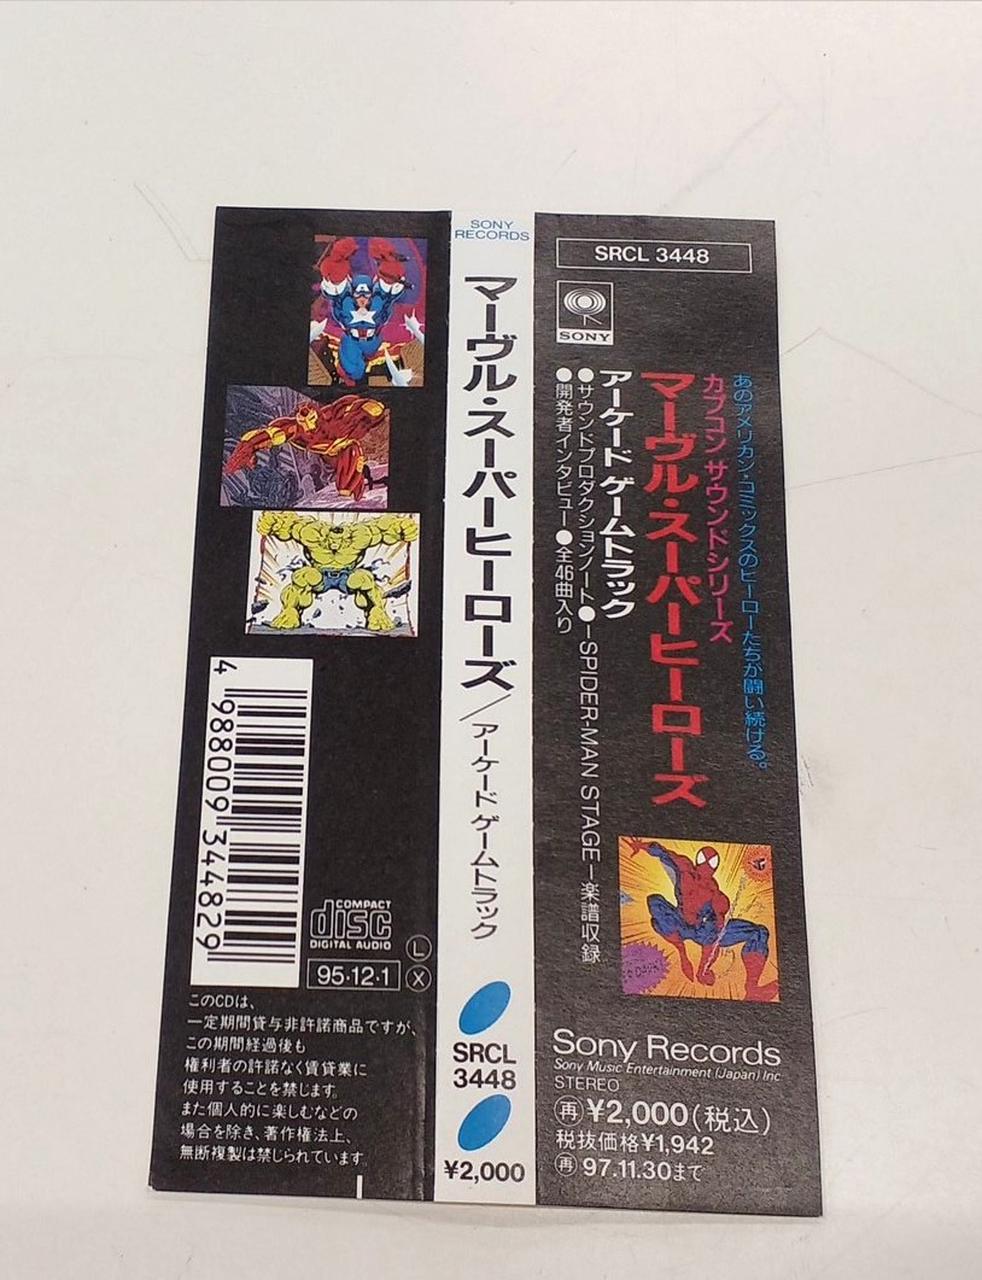 SRCL 3448
SONY
あのアメリカン・コミックスのヒーローたちが闘い続ける。
カプコン サウンドシリーズ
マーヴル・スーパーヒーローズ
アーケード ゲームトラック
●サウンドプロダクションノート●―SPIDER-MAN STAGE―楽譜収録
●開発者インタビュー●全46曲入り
Sony Records
Sony Music Entertainment (Japan) Inc
STEREO
再¥2,000(税込)
税抜価格¥1,942
再97.11.30まで
SONY
RECORDS
マーヴル・スーパーヒーローズ/アーケード ゲームトラック
SRCL
3448
¥2,000
4 988009 344829
COMPACT
disc
DIGITAL AUDIO
95・12・1
L
X
このCDは、
一定期間貸与非許諾商品ですが、
この期間経過後も
権利者の許諾なく賃貸業に
使用することを禁じます。
また個人的に楽しむなどの
場合を除き、著作権法上、
無断複製は禁じられています。